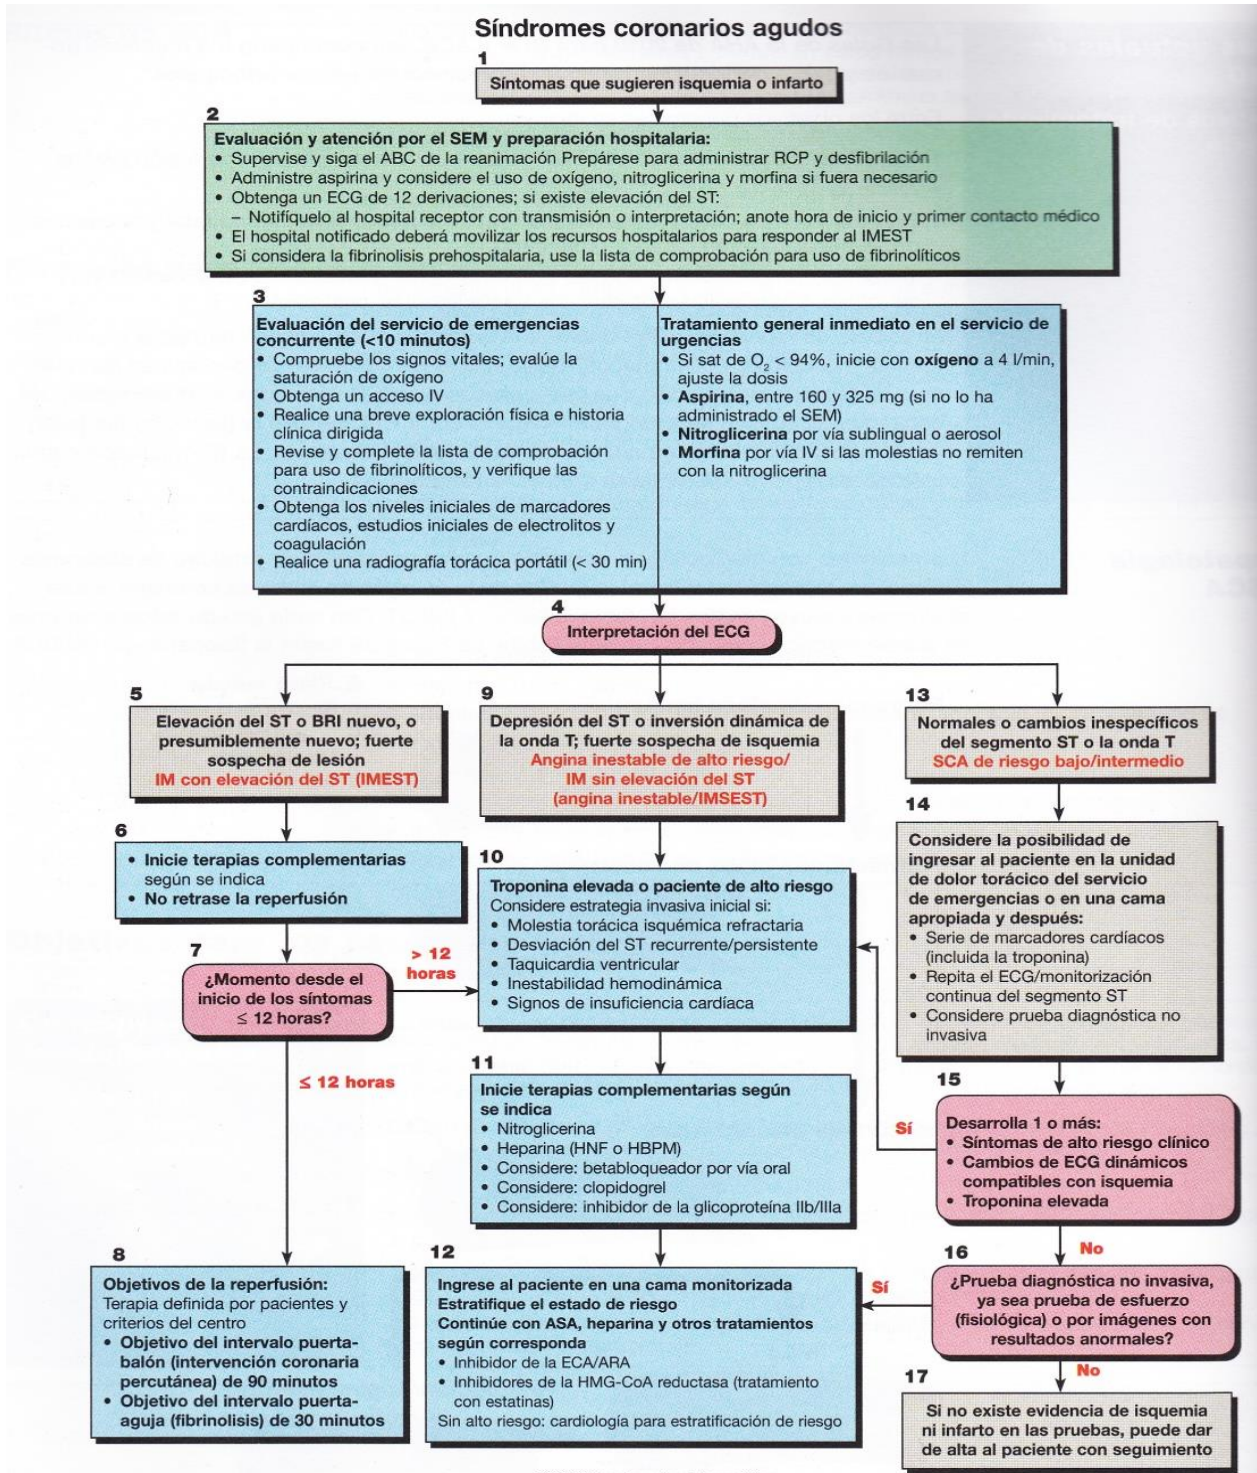 Síndromes coronarios agudos
1
Síntomas que sugieren isquemia o infarto
2
Evaluación y atención por el SEM y preparación hospitalaria:
• Supervise y siga el ABC de la reanimación Prepárese para administrar RCP y desfibrilación
• Administre aspirina y considere el uso de oxígeno, nitroglicerina y morfina si fuera necesario
• Obtenga un ECG de 12 derivaciones; si existe elevación del ST:
– Notifíquelo al hospital receptor con transmisión o interpretación; anote hora de inicio y primer contacto médico
• El hospital notificado deberá movilizar los recursos hospitalarios para responder al IMEST
• Si considera la fibrinolisis prehospitalaria, use la lista de comprobación para uso de fibrinolíticos
3
Evaluación del servicio de emergencias
concurrente (<10 minutos)
• Compruebe los signos vitales; evalúe la
saturación de oxígeno
• Obtenga un acceso IV
• Realice una breve exploración física e historia
clínica dirigida
• Revise y complete la lista de comprobación
para uso de fibrinolíticos, y verifique las
contraindicaciones
• Obtenga los niveles iniciales de marcadores
cardíacos, estudios iniciales de electrolitos y
coagulación
• Realice una radiografía torácica portátil (< 30 min)
Tratamiento general inmediato en el servicio de
urgencias
• Si sat de O2 < 94%, inicie con oxígeno a 4 l/min,
ajuste la dosis
• Aspirina, entre 160 y 325 mg (si no lo ha
administrado el SEM)
• Nitroglicerina por vía sublingual o aerosol
• Morfina por vía IV si las molestias no remiten
con la nitroglicerina
4
Interpretación del ECG
5
Elevación del ST o BRI nuevo, o
presumiblemente nuevo; fuerte
sospecha de lesión
IM con elevación del ST (IMEST)
6
• Inicie terapias complementarias
según se indica
• No retrase la reperfusión
7
¿Momento desde el
inicio de los síntomas
≤ 12 horas?
> 12
horas
≤ 12 horas
8
Objetivos de la reperfusión:
Terapia definida por pacientes y
criterios del centro
• Objetivo del intervalo puerta-
balón (intervención coronaria
percutánea) de 90 minutos
• Objetivo del intervalo puerta-
aguja (fibrinolisis) de 30 minutos
9
Depresión del ST o inversión dinámica de
la onda T; fuerte sospecha de isquemia
Angina inestable de alto riesgo/
IM sin elevación del ST
(angina inestable/IMSEST)
10
Troponina elevada o paciente de alto riesgo
Considere estrategia invasiva inicial si:
• Molestia torácica isquémica refractaria
• Desviación del ST recurrente/persistente
• Taquicardia ventricular
• Inestabilidad hemodinámica
• Signos de insuficiencia cardíaca
11
Inicie terapias complementarias según
se indica
• Nitroglicerina
• Heparina (HNF o HBPM)
• Considere: betabloqueador por vía oral
• Considere: clopidogrel
• Considere: inhibidor de la glicoproteína IIb/IIIa
12
Ingrese al paciente en una cama monitorizada
Estratifique el estado de riesgo
Continúe con ASA, heparina y otros tratamientos
según corresponda
• Inhibidor de la ECA/ARA
• Inhibidores de la HMG-CoA reductasa (tratamiento
con estatinas)
Sin alto riesgo: cardiología para estratificación de riesgo
13
Normales o cambios inespecíficos
del segmento ST o la onda T
SCA de riesgo bajo/intermedio
14
Considere la posibilidad de
ingresar al paciente en la unidad
de dolor torácico del servicio
de emergencias o en una cama
apropiada y después:
• Serie de marcadores cardíacos
(incluida la troponina)
• Repita el ECG/monitorización
continua del segmento ST
• Considere prueba diagnóstica no
invasiva
15
Desarrolla 1 o más:
• Síntomas de alto riesgo clínico
• Cambios de ECG dinámicos
compatibles con isquemia
• Troponina elevada
Sí
No
16
¿Prueba diagnóstica no invasiva,
ya sea prueba de esfuerzo
(fisiológica) o por imágenes con
resultados anormales?
Sí
No
17
Si no existe evidencia de isquemia
ni infarto en las pruebas, puede dar
de alta al paciente con seguimiento